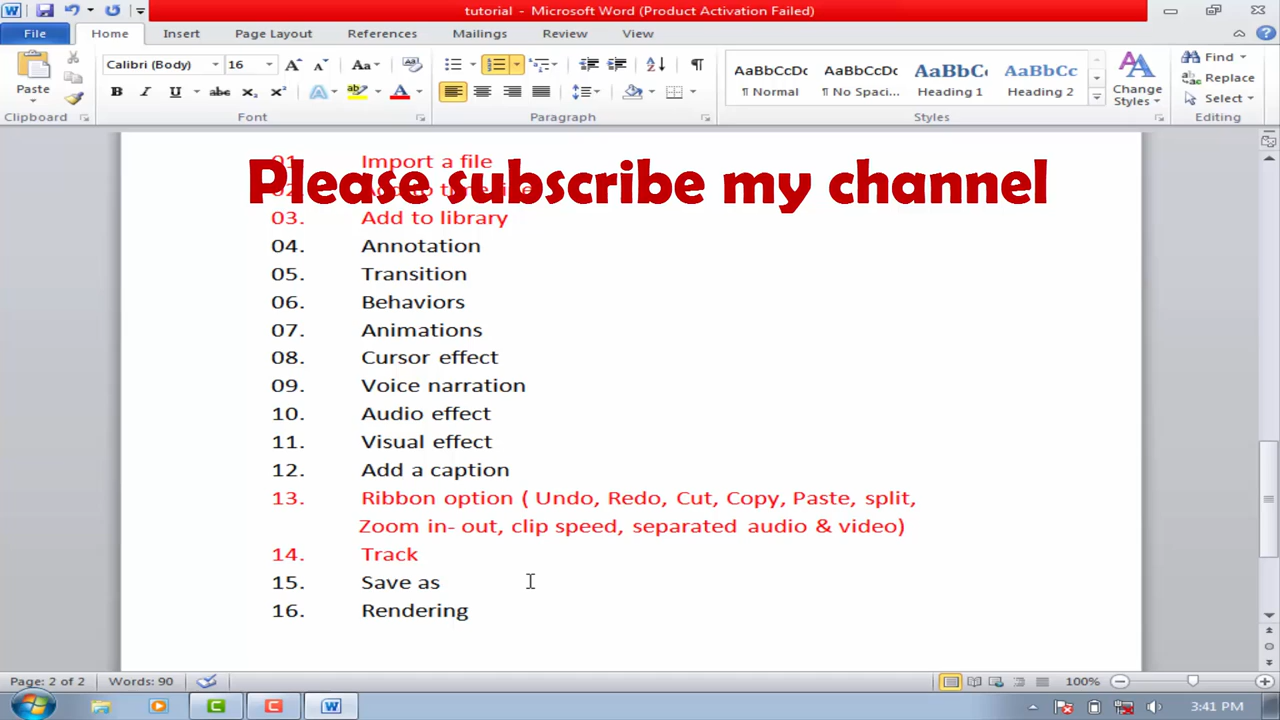 tutorial - Microsoft Word (Product Activation Failed)
File Home Insert Page Layout References Mailings Review View
Calibri (Body) 16
Paste
AaBbCcDc AaBbCcDc AaBbC AaBbCc
¶ Normal ¶ No Spaci... Heading 1 Heading 2
Change Styles
Find
Replace
Select
Clipboard Font Paragraph Styles Editing
01. Import a file
Please subscribe my channel
03. Add to library
04. Annotation
05. Transition
06. Behaviors
07. Animations
08. Cursor effect
09. Voice narration
10. Audio effect
11. Visual effect
12. Add a caption
13. Ribbon option ( Undo, Redo, Cut, Copy, Paste, split,
Zoom in- out, clip speed, separated audio & video)
14. Track
15. Save as
16. Rendering
Page: 2 of 2 Words: 90 100%
3:41 PM